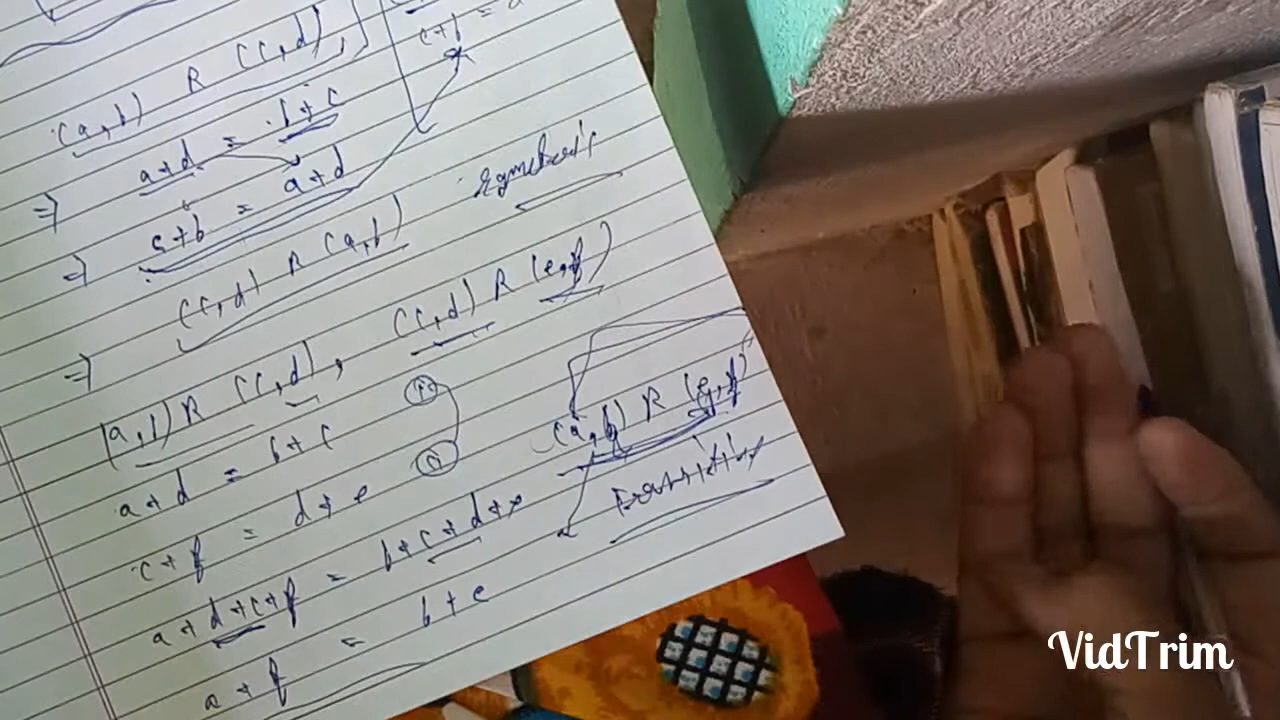 c+b = a
(a,b) R (c,d),
a+d = b+c
⇒ c+b = a+d
⇒ (c,d) R (a,b)
symmetric
⇒ (a,b) R (c,d), (c,d) R (e,f)
a+d = b+c
c+f = d+e
(a,b) R (e,f)
a+d+c+f = b+c+d+e
transitive
a+f = b+e
VidTrim